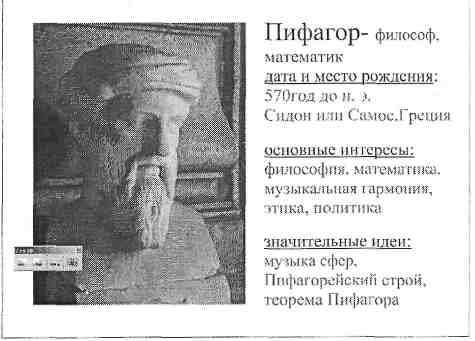 Пифагор- философ,
математик
дата и место рождения:
570год до н. э.
Сидон или Самос,Греция
основные интересы:
философия, математика,
музыкальная гармония,
этика, политика
значительные идеи:
музыка сфер,
Пифагорейский строй,
теорема Пифагора